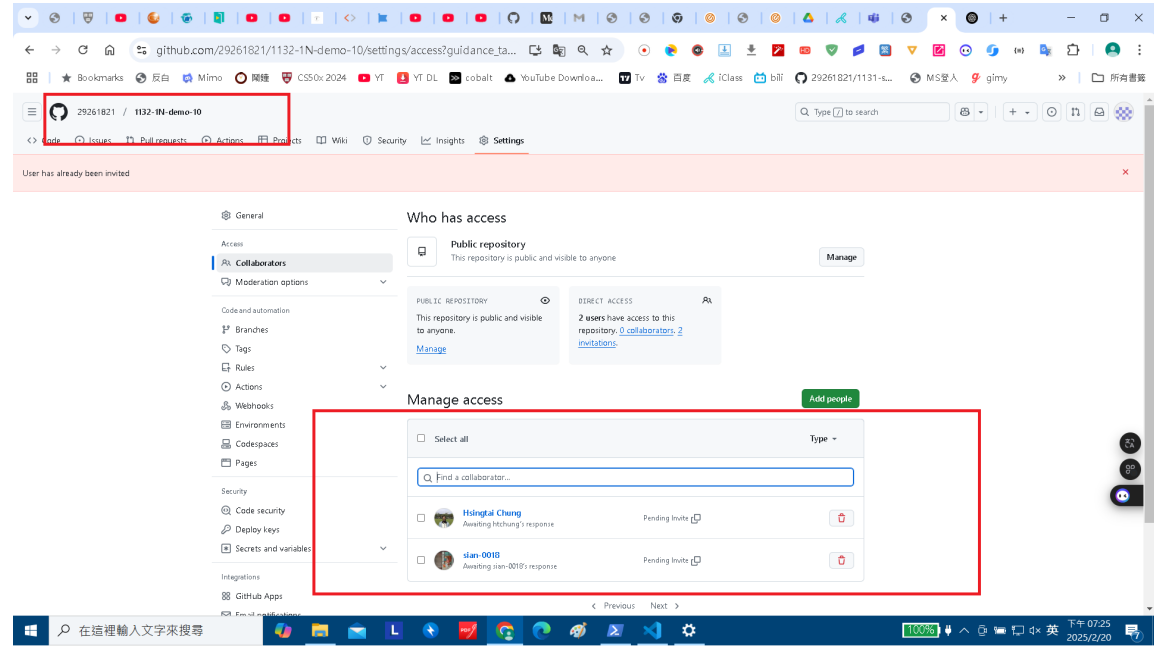 github.com/29261821/1132-1N-demo-10/settings/access?guidance_ta...
Bookmarks 反白 Mimo 鬧鐘 CS50x 2024 YT YT DL cobalt YouTube Downloa... Tv 百度 iClass bili 29261821/1131-s... MS登入 gimy » 所有書籤
29261821 / 1132-1N-demo-10
Type / to search
Code Issues Pull requests Actions Projects Wiki Security Insights Settings
User has already been invited
General
Access
Collaborators
Moderation options
Code and automation
Branches
Tags
Rules
Actions
Webhooks
Environments
Codespaces
Pages
Security
Code security
Deploy keys
Secrets and variables
Integrations
GitHub Apps
Email notifications
Who has access
Public repository
This repository is public and visible to anyone
Manage
PUBLIC REPOSITORY
This repository is public and visible
to anyone.
Manage
DIRECT ACCESS
2 users have access to this
repository. 0 collaborators. 2
invitations.
Manage access
Add people
Select all
Type
Find a collaborator...
Hsingtai Chung
Awaiting htchung's response
Pending Invite
sian-0018
Awaiting sian-0018's response
Pending Invite
Previous Next
在這裡輸入文字來搜尋
100%
英
下午 07:25
2025/2/20
7